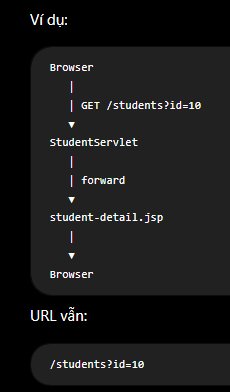 Ví dụ:
Browser
|
| GET /students?id=10
▼
StudentServlet
|
| forward
▼
student-detail.jsp
|
▼
Browser
URL vẫn:
/students?id=10